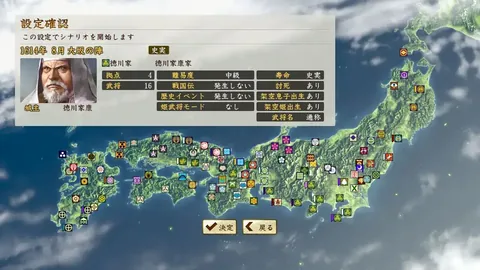 設定確認
この設定でシナリオを開始します
1614年 8月 大坂の陣
史実
徳川家 徳川家康
拠点 4 難易度 中級 寿命 史実
武将 16 戦国伝 発生しない 討死 あり
歴史イベント 発生しない 架空息子出生 あり
姫武将モード なし 架空姫出生 あり
武将名 通称
城主 徳川家康
決定 戻る